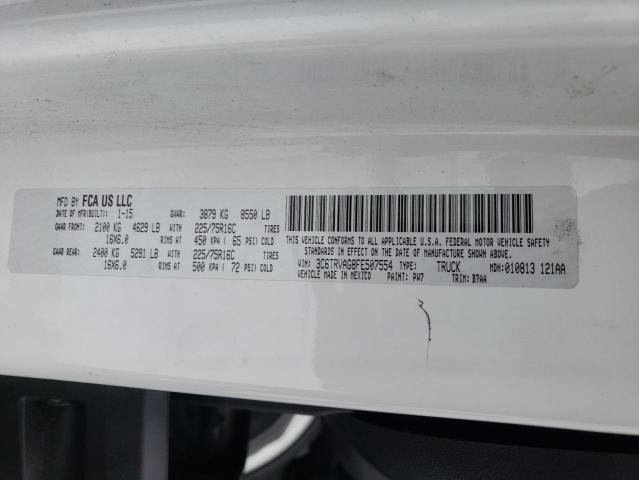 MFD BY FCA US LLC
DATE OF MFR(BUILT): 1-15 GVWR: 3879 KG 8550 LB
GAWR FRONT: 2100 KG 4629 LB WITH 225/75R16C TIRES
16X6.0 RIMS AT 450 KPA ( 65 PSI) COLD
GAWR REAR: 2400 KG 5291 LB WITH 225/75R16C TIRES
16X6.0 RIMS AT 500 KPA ( 72 PSI) COLD
THIS VEHICLE CONFORMS TO ALL APPLICABLE U.S.A. FEDERAL MOTOR VEHICLE SAFETY
STANDARDS IN EFFECT ON THE DATE OF MANUFACTURE SHOWN ABOVE.
VIN: 3C6TRVAG8FE507554 TYPE: TRUCK MDH: 010813 121AA
VEHICLE MADE IN MEXICO PAINT: PW7 TRIM: B7AA